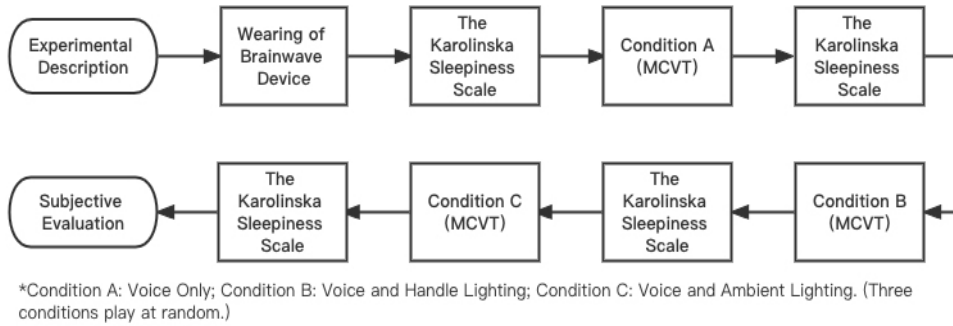 Experimental
Description
Wearing of
Brainwave
Device
The
Karolinska
Sleepiness
Scale
Condition A
(MCVT)
The
Karolinska
Sleepiness
Scale
Condition B
(MCVT)
The
Karolinska
Sleepiness
Scale
Condition C
(MCVT)
The
Karolinska
Sleepiness
Scale
Subjective
Evaluation
*Condition A: Voice Only; Condition B: Voice and Handle Lighting; Condition C: Voice and Ambient Lighting. (Three
conditions play at random.)